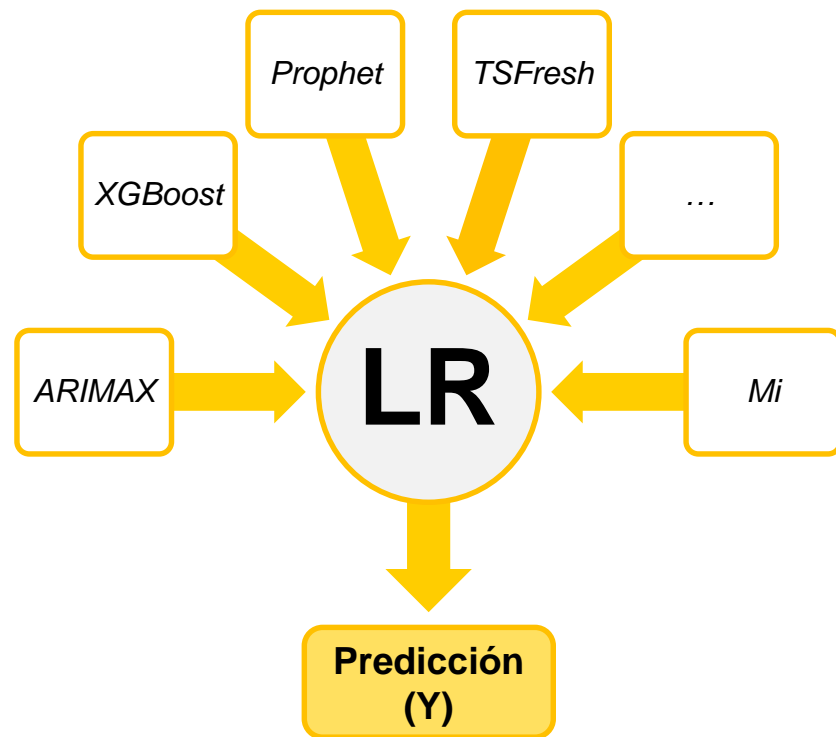 Prophet
TSFresh
XGBoost
…
ARIMAX
LR
Mi
Predicción
(Y)